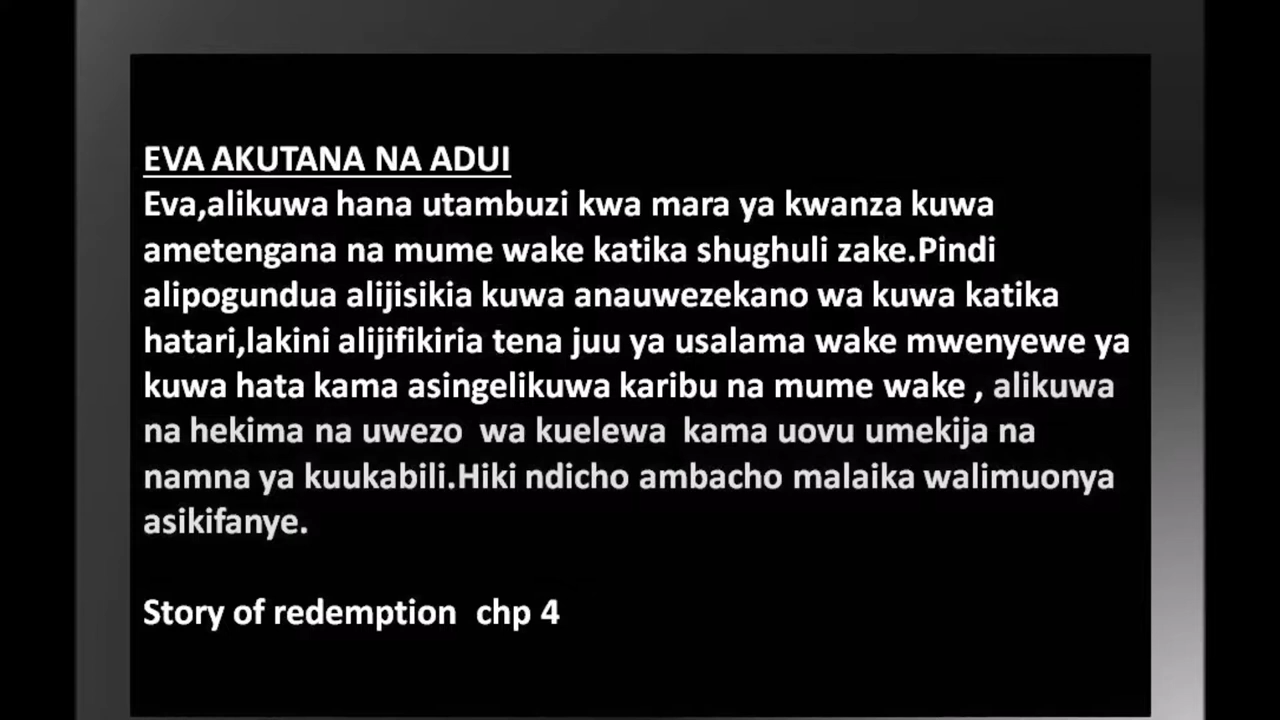 EVA AKUTANA NA ADUI
Eva,alikuwa hana utambuzi kwa mara ya kwanza kuwa
ametengana na mume wake katika shughuli zake.Pindi
alipogundua alijisikia kuwa anauwezekano wa kuwa katika
hatari,lakini alijifikiria tena juu ya usalama wake mwenyewe ya
kuwa hata kama asingelikuwa karibu na mume wake , alikuwa
na hekima na uwezo  wa kuelewa  kama uovu umekija na
namna ya kuukabili.Hiki ndicho ambacho malaika walimuonya
asikifanye.
Story of redemption  chp 4